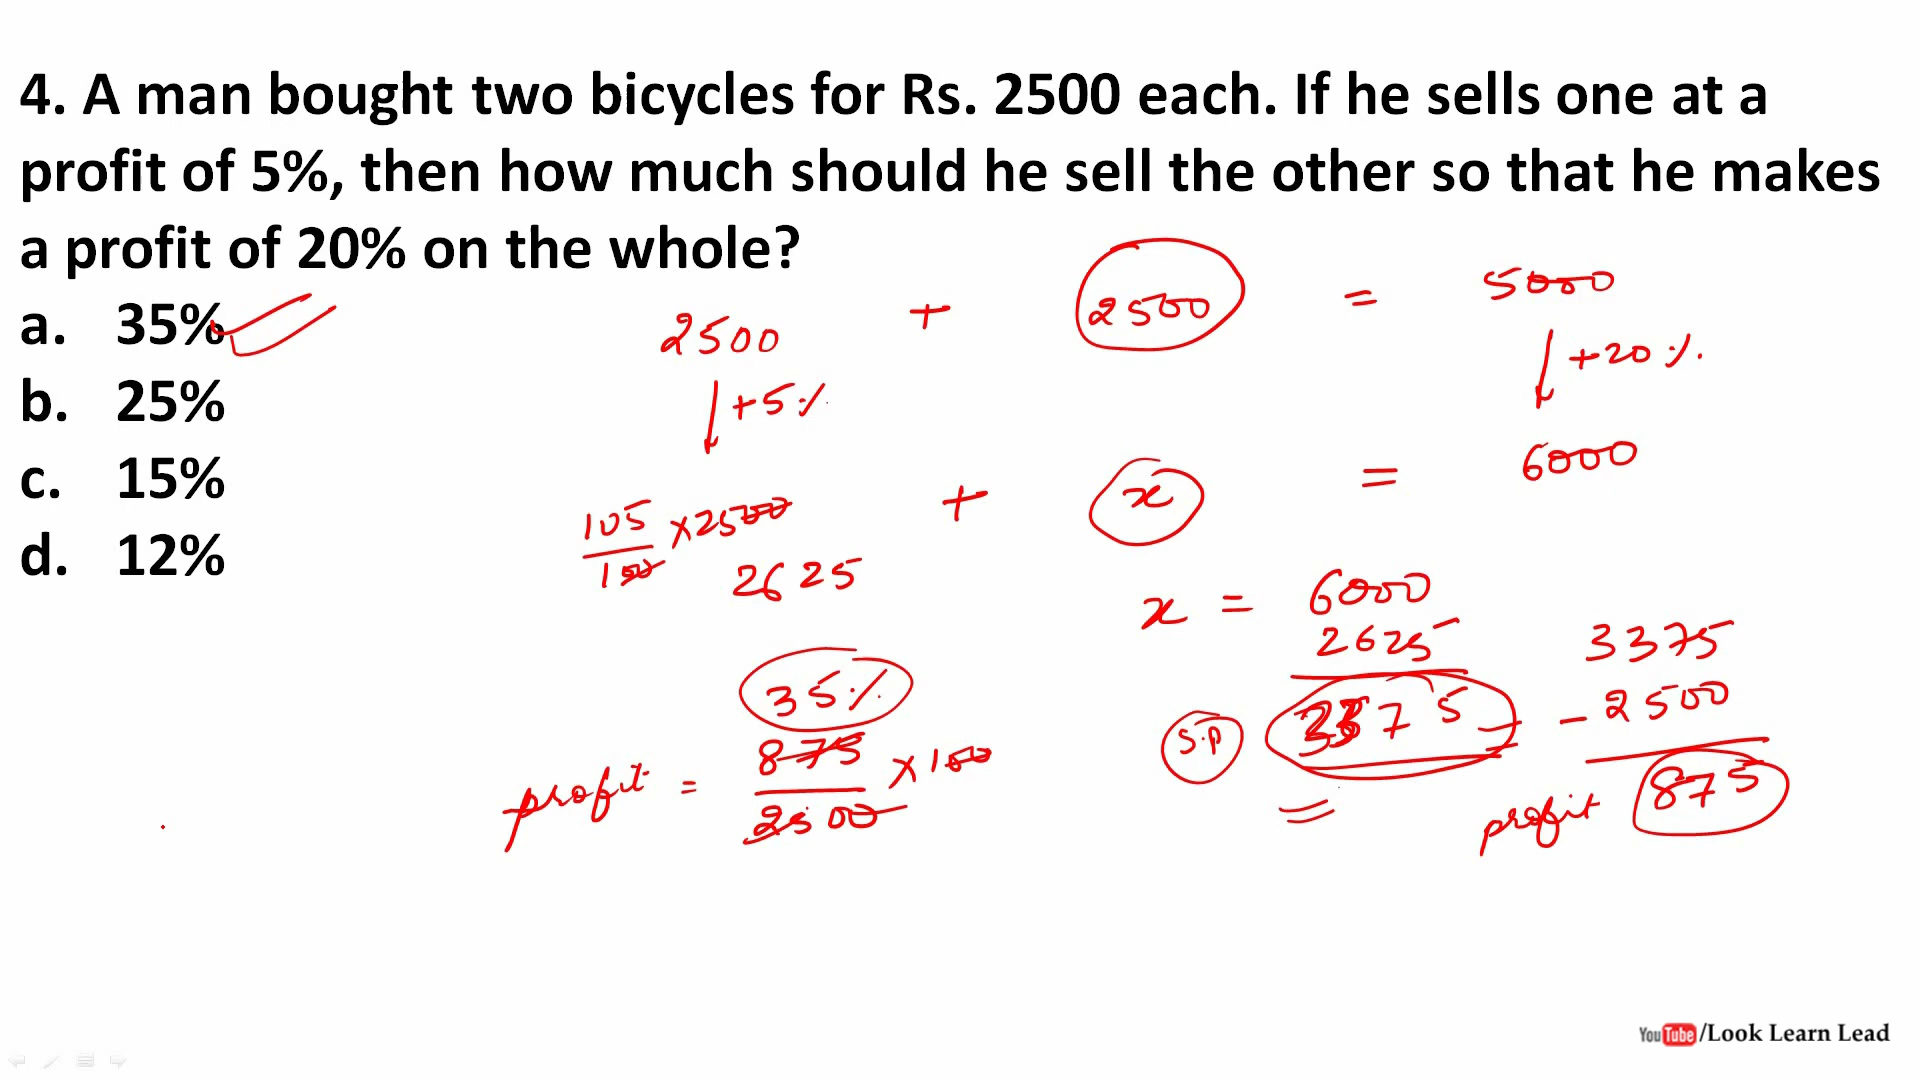 4. A man bought two bicycles for Rs. 2500 each. If he sells one at a
profit of 5%, then how much should he sell the other so that he makes
a profit of 20% on the whole?
a. 35%
b. 25%
c. 15%
d. 12%
2500 + 2500 = 5000
+5% +20%
105/100 × 2500 + x = 6000
2625
x = 6000
2625
S.P 3375 =
3375
- 2500
profit 875
35%
profit = 875/2500 × 100
YouTube/Look Learn Lead